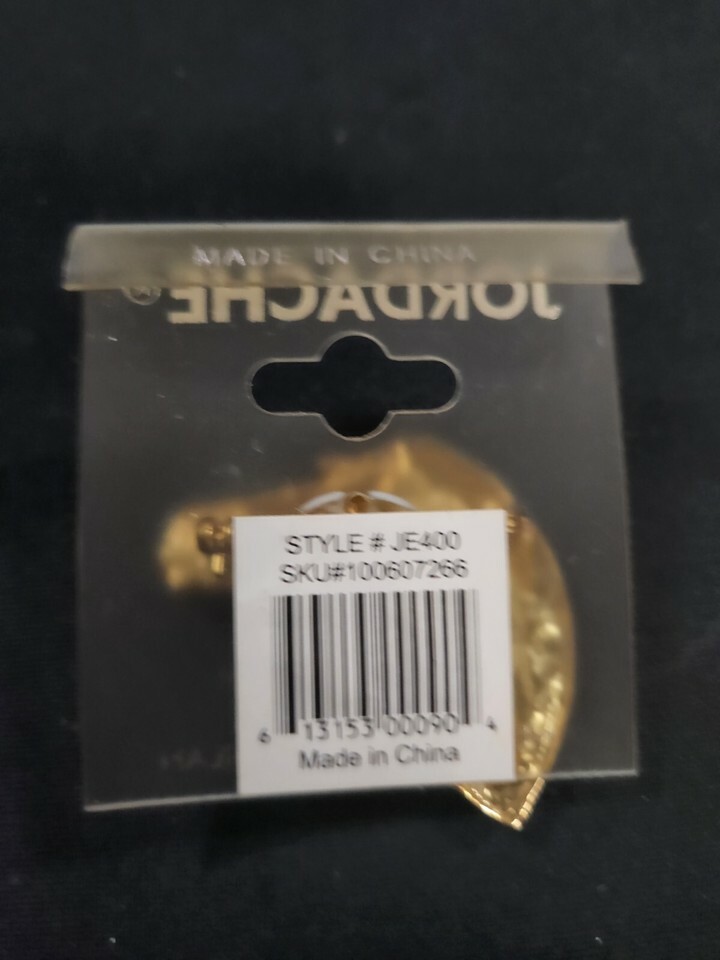 MADE IN CHINA
JORDACHE®
STYLE # JE400
SKU#100607266
6 13153 00090 4
Made in China